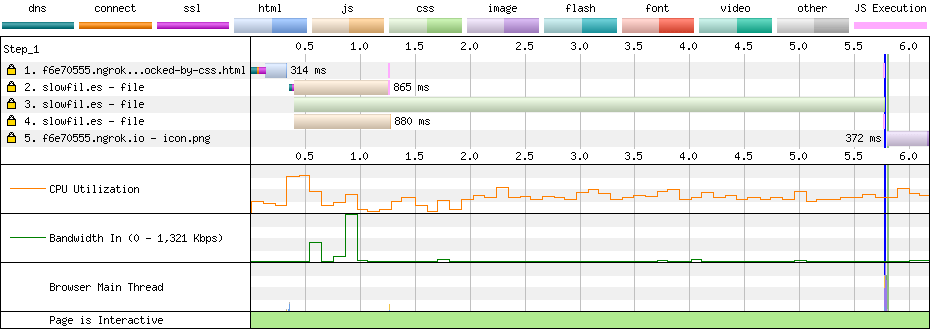 dns connect ssl html js css image flash font video other JS Execution
Step_1 0.5 1.0 1.5 2.0 2.5 3.0 3.5 4.0 4.5 5.0 5.5 6.0
1. f6e70555.ngrok...ocked-by-css.html 314 ms
2. slowfil.es - file 865 ms
3. slowfil.es - file
4. slowfil.es - file 880 ms
5. f6e70555.ngrok.io - icon.png 372 ms
0.5 1.0 1.5 2.0 2.5 3.0 3.5 4.0 4.5 5.0 5.5 6.0
CPU Utilization
Bandwidth In (0 - 1,321 Kbps)
Browser Main Thread
Page is Interactive